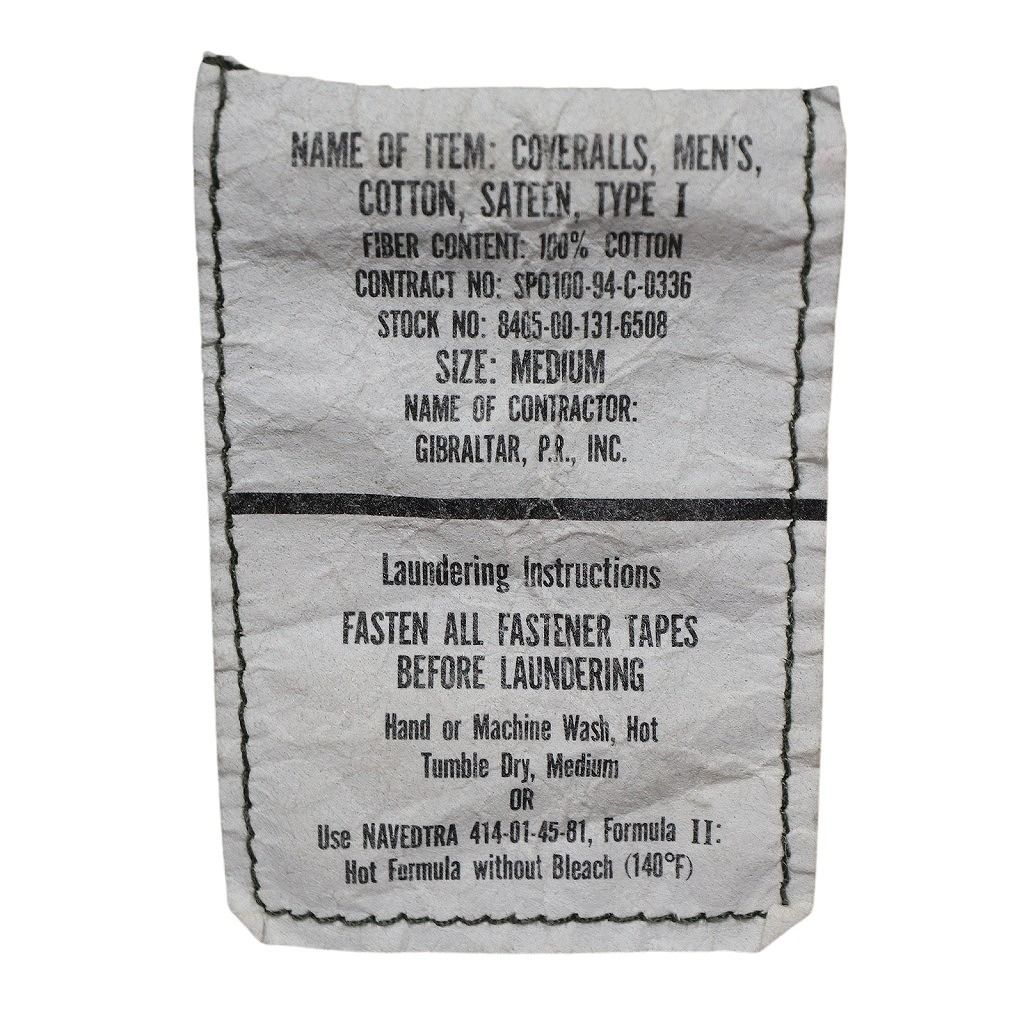 NAME OF ITEM: COVERALLS, MEN'S,
COTTON, SATEEN, TYPE I
FIBER CONTENT: 100% COTTON
CONTRACT NO: SPO100-94-C-0336
STOCK NO: 8405-00-131-6508
SIZE: MEDIUM
NAME OF CONTRACTOR:
GIBRALTAR, P.R., INC.
Laundering Instructions
FASTEN ALL FASTENER TAPES
BEFORE LAUNDERING
Hand or Machine Wash, Hot
Tumble Dry, Medium
OR
Use NAVEDTRA 414-01-45-81, Formula II:
Hot Formula without Bleach (140°F)